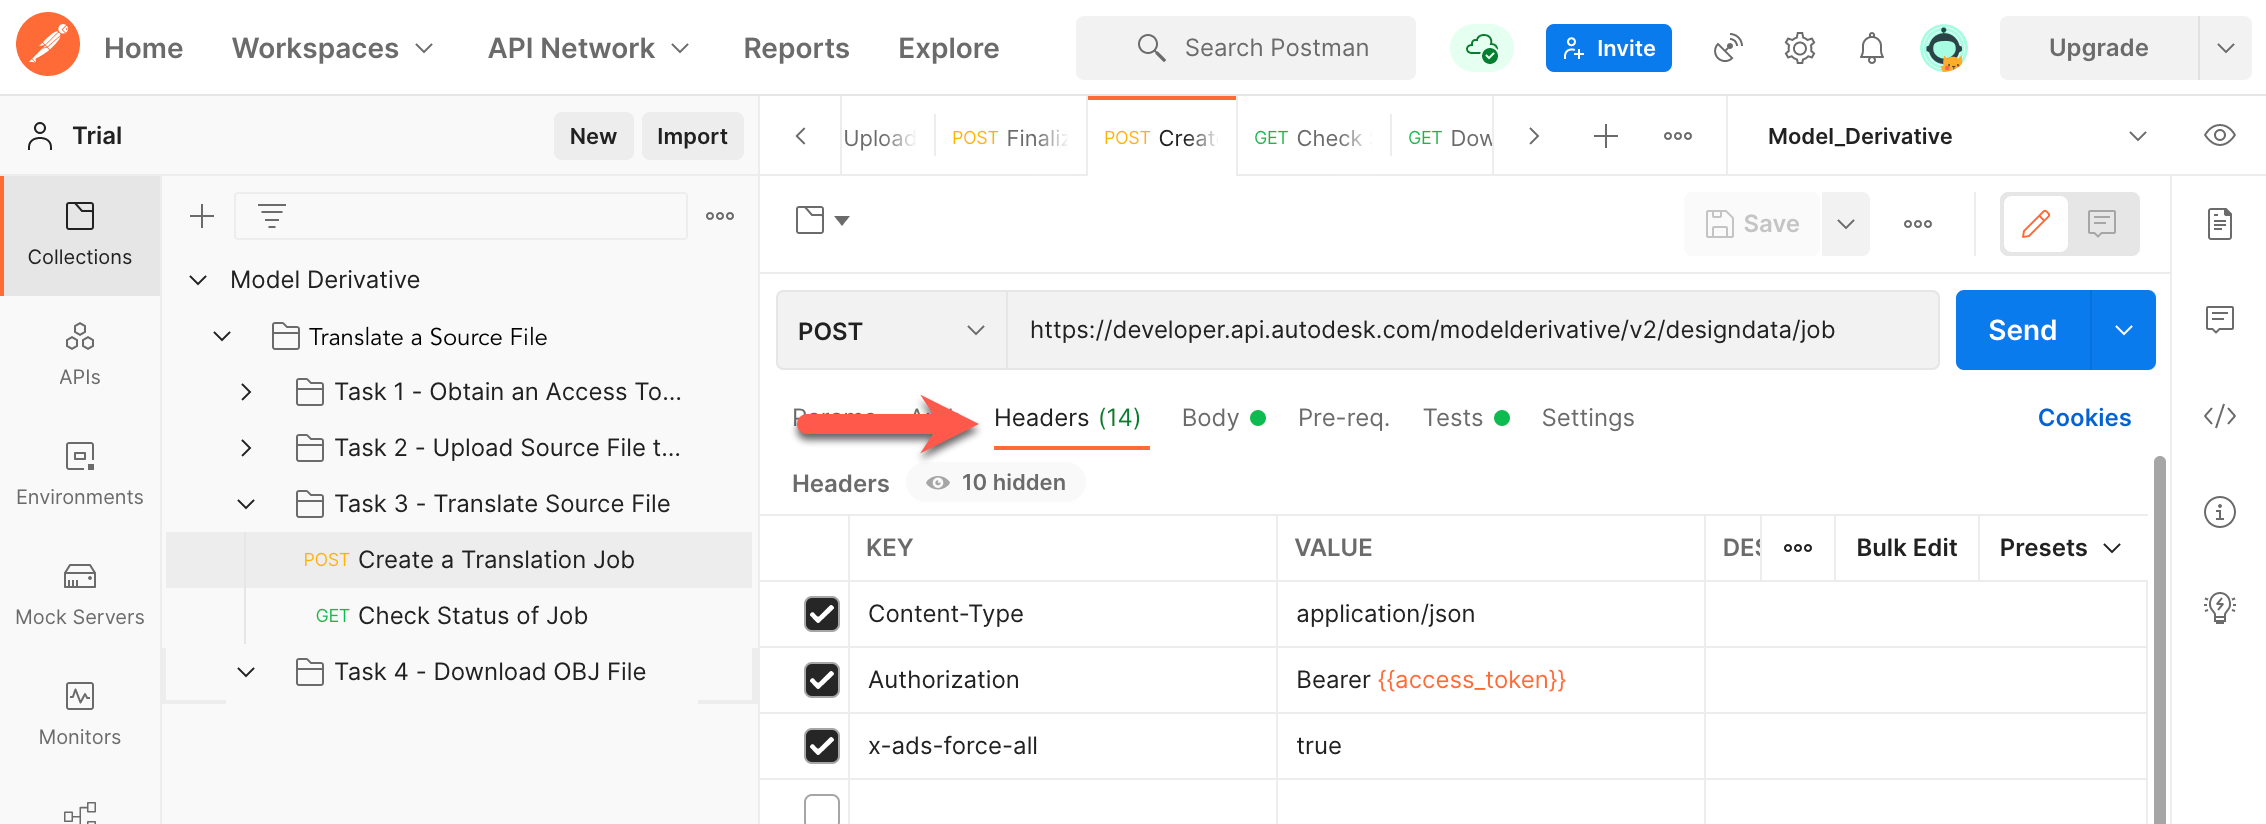 Home Workspaces API Network Reports Explore Search Postman Invite Upgrade
Trial New Import
Upload POST Finaliz POST Creat GET Check GET Dow Model_Derivative
Collections
Save
Model Derivative
Translate a Source File
POST https://developer.api.autodesk.com/modelderivative/v2/designdata/job Send
APIs
Task 1 - Obtain an Access To...
Headers (14) Body Pre-req. Tests Settings Cookies
Task 2 - Upload Source File t...
Environments
Headers 10 hidden
Task 3 - Translate Source File
KEY VALUE DES Bulk Edit Presets
POST Create a Translation Job
Mock Servers
GET Check Status of Job
Content-Type application/json
Task 4 - Download OBJ File
Authorization Bearer {{access_token}}
Monitors
x-ads-force-all true